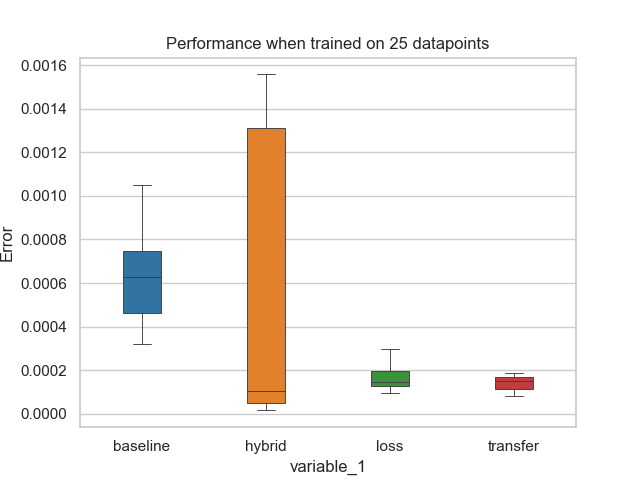 Performance when trained on 25 datapoints
0.0016
0.0014
0.0012
0.0010
0.0008
0.0006
0.0004
0.0002
0.0000
Error
baseline hybrid loss transfer
variable_1